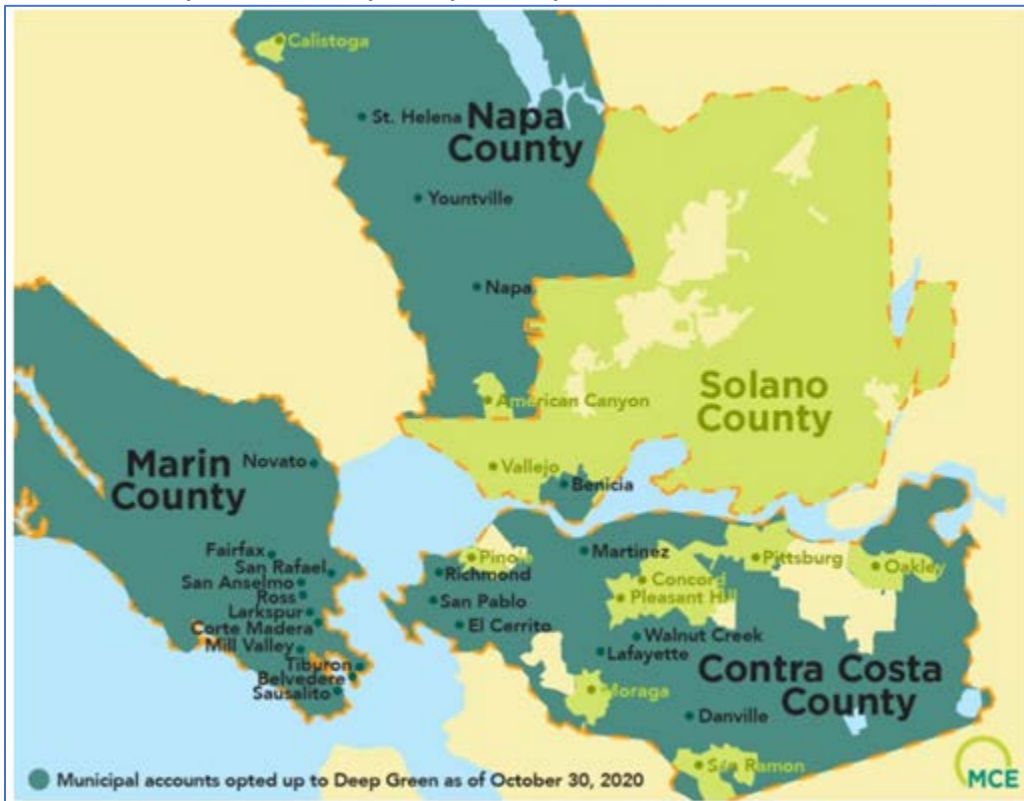 Calistoga
St. Helena
Napa
County
Yountville
Napa
American Canyon
Solano
County
Vallejo
Benicia
Marin
County
Novato
Fairfax
San Rafael
San Anselmo
Ross
Larkspur
Corte Madera
Mill Valley
Tiburon
Belvedere
Sausalito
Pinole
Richmond
San Pablo
El Cerrito
Martinez
Concord
Pleasant H
Pittsburg
Oakley
Walnut Creek
Lafayette
Contra Costa
County
Moraga
Danville
San Ramon
Municipal accounts opted up to Deep Green as of October 30, 2020
MCE